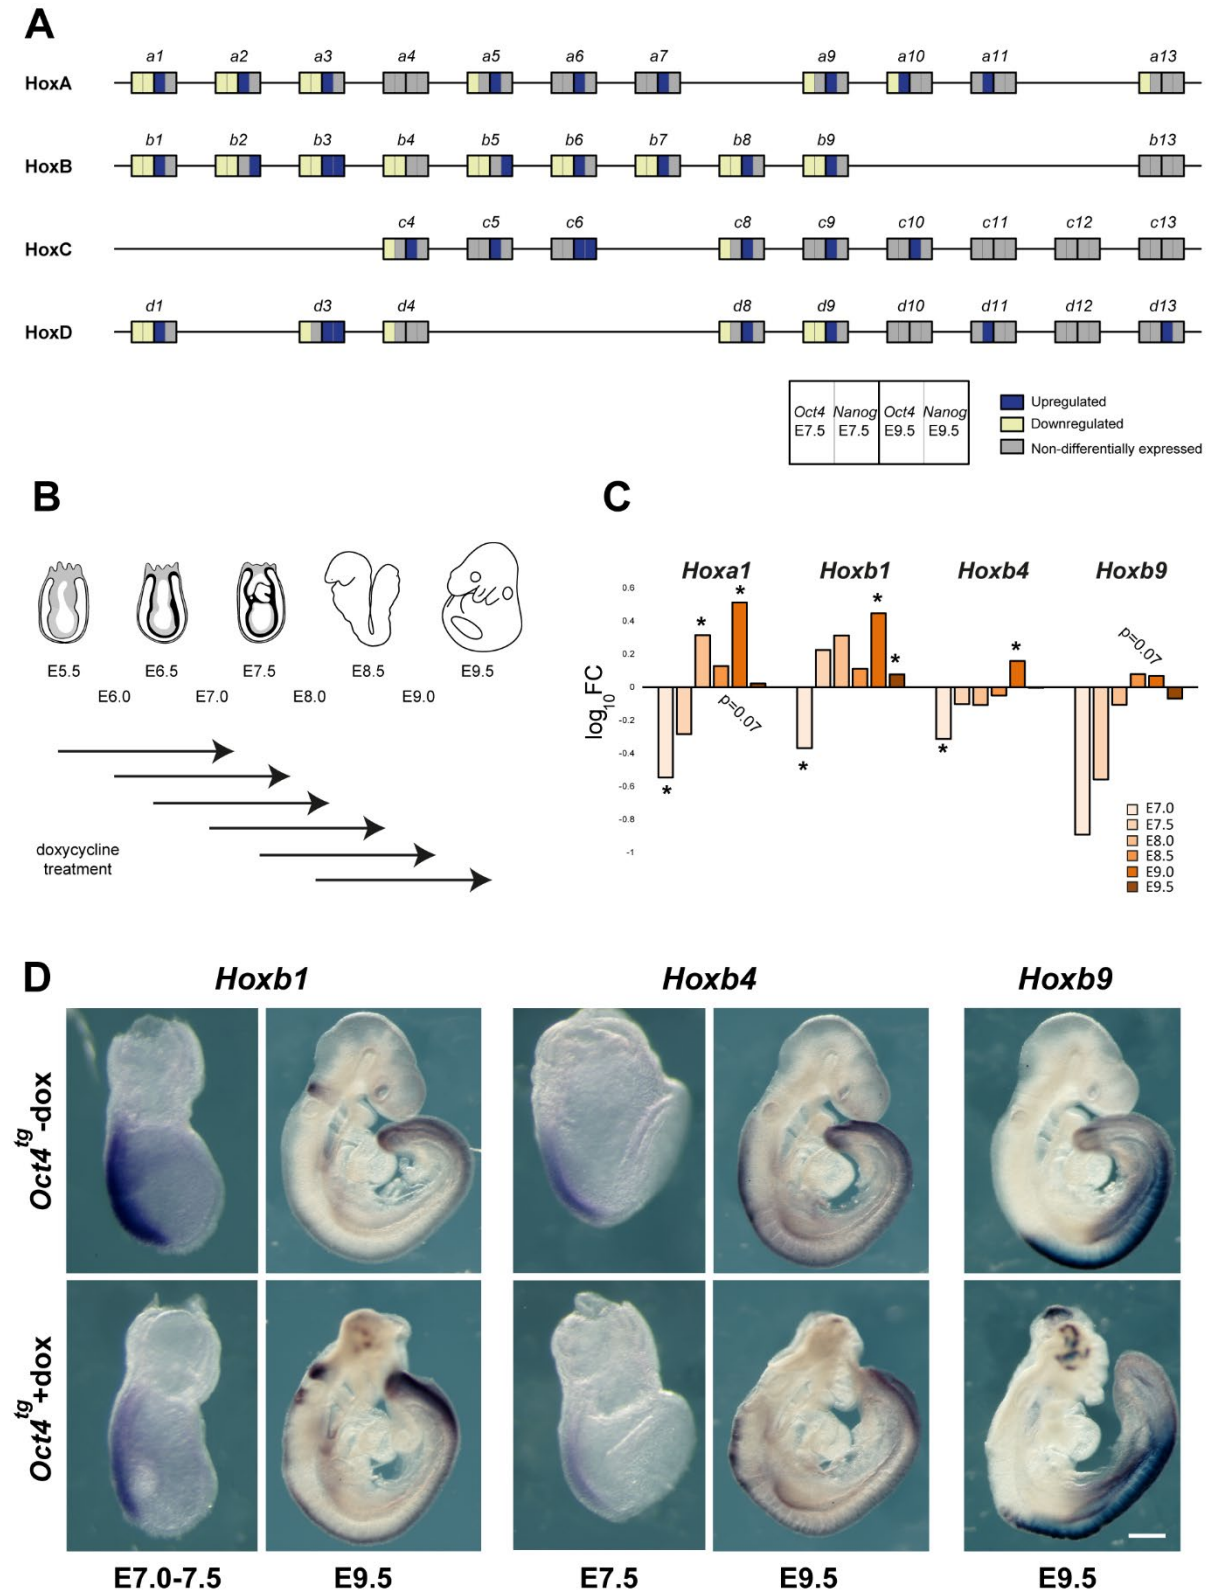 A
a1 a2 a3 a4 a5 a6 a7 a9 a10 a11 a13
HoxA
b1 b2 b3 b4 b5 b6 b7 b8 b9 b13
HoxB
c4 c5 c6 c8 c9 c10 c11 c12 c13
HoxC
d1 d3 d4 d8 d9 d10 d11 d12 d13
HoxD
Oct4 Nanog Oct4 Nanog
E7.5 E7.5 E9.5 E9.5
Upregulated
Downregulated
Non-differentially expressed
B
E5.5 E6.5 E7.5 E8.5 E9.5
E6.0 E7.0 E8.0 E9.0
doxycycline
treatment
C
Hoxa1 Hoxb1 Hoxb4 Hoxb9
log10FC
0.6
0.4
0.2
0
-0.2
-0.4
-0.6
-0.8
-1
* * * * * * * *
p=0.07
p=0.07
E7.0
E7.5
E8.0
E8.5
E9.0
E9.5
D
Hoxb1 Hoxb4 Hoxb9
Oct4tg-dox
Oct4tg+dox
E7.0-7.5 E9.5 E7.5 E9.5 E9.5